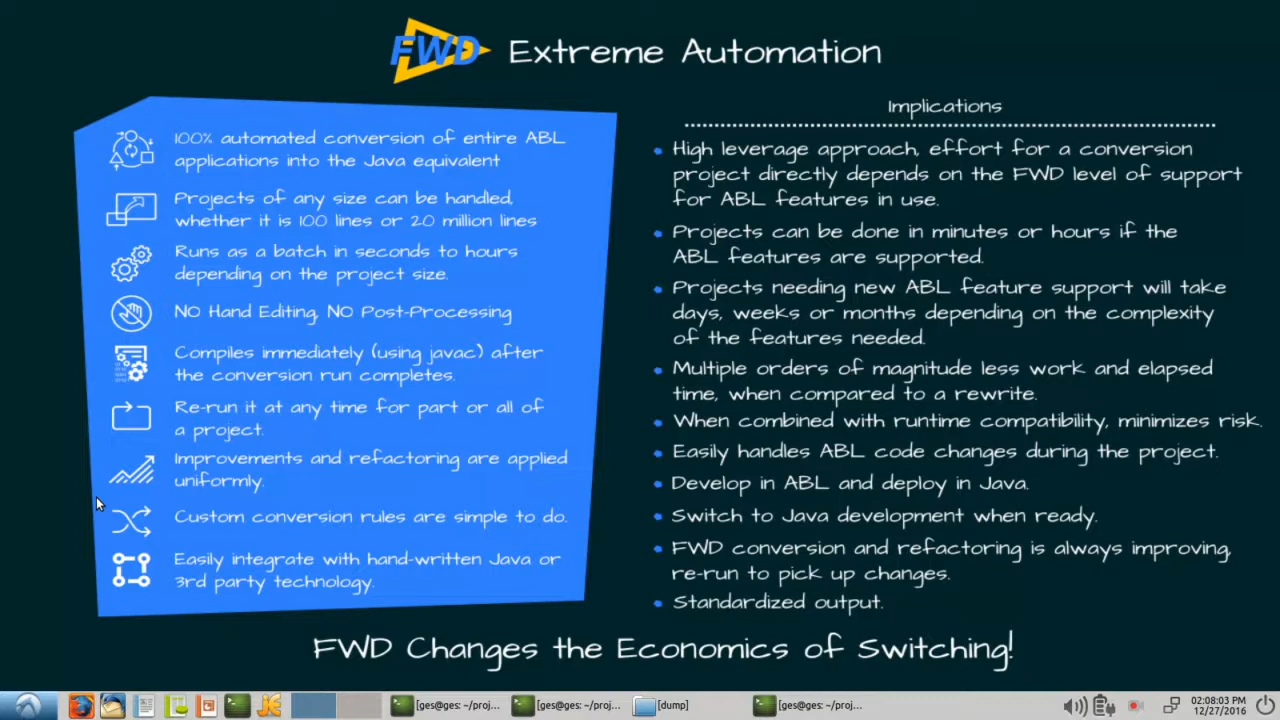 FWD Extreme Automation
100% automated conversion of entire ABL
applications into the Java equivalent
Projects of any size can be handled,
whether it is 100 lines or 20 million lines
Runs as a batch in seconds to hours
depending on the project size.
NO Hand Editing, NO Post-Processing
Compiles immediately (using javac) after
the conversion run completes.
Re-run it at any time for part or all of
a project.
Improvements and refactoring are applied
uniformly.
Custom conversion rules are simple to do.
Easily integrate with hand-written Java or
3rd party technology.
Implications
High leverage approach, effort for a conversion
project directly depends on the FWD level of support
for ABL features in use.
Projects can be done in minutes or hours if the
ABL features are supported.
Projects needing new ABL feature support will take
days, weeks or months depending on the complexity
of the features needed.
Multiple orders of magnitude less work and elapsed
time, when compared to a rewrite.
When combined with runtime compatibility, minimizes risk.
Easily handles ABL code changes during the project.
Develop in ABL and deploy in Java.
Switch to Java development when ready.
FWD conversion and refactoring is always improving,
re-run to pick up changes.
Standardized output.
FWD Changes the Economics of Switching!
[ges@ges: ~/proj... [ges@ges: ~/proj... [dump] [ges@ges: ~/proj... 02:08:03 PM
12/27/2016